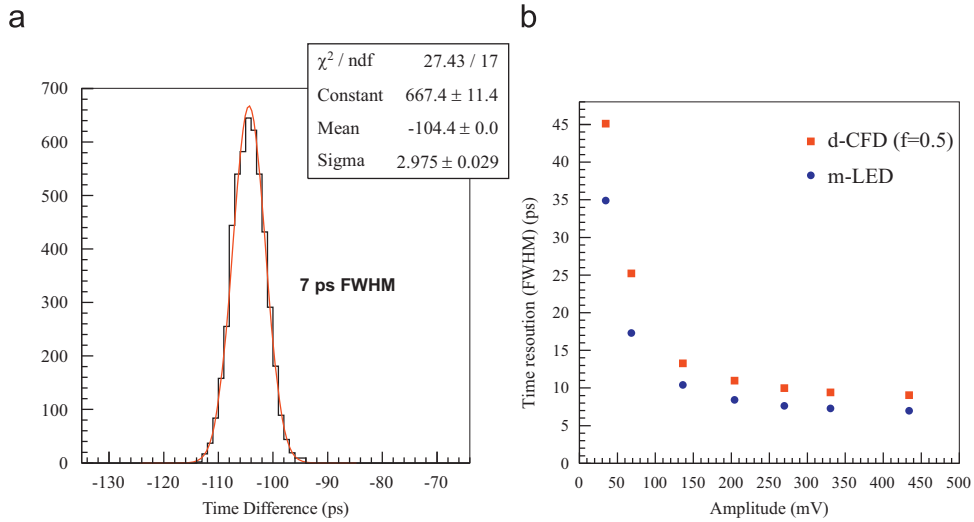 a
χ² / ndf 27.43 / 17
Constant 667.4 ± 11.4
Mean -104.4 ± 0.0
Sigma 2.975 ± 0.029
700
600
500
400
300
200
100
0
7 ps FWHM
-130 -120 -110 -100 -90 -80 -70
Time Difference (ps)
b
Time resoution (FWHM) (ps)
45
40
35
30
25
20
15
10
5
0
d-CFD (f=0.5)
m-LED
0 50 100 150 200 250 300 350 400 450 500
Amplitude (mV)